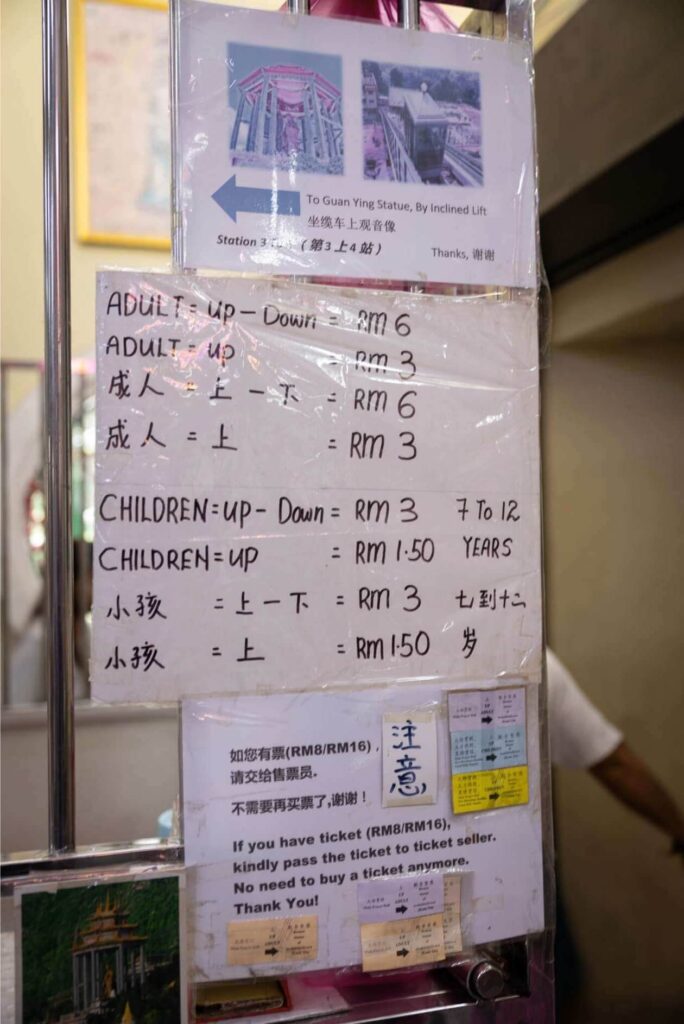 To Guan Ying Statue, By Inclined Lift
坐缆车上观音像
Station 3 (第3上4站)
Thanks, 谢谢
ADULT = UP - Down = RM 6
ADULT = UP = RM 3
成人 = 上 一 下 = RM 6
成人 = 上 = RM 3
CHILDREN = UP - Down = RM 3 7 To 12
CHILDREN = UP = RM 1.50 YEARS
小孩 = 上 一 下 = RM 3 七到十二
小孩 = 上 = RM 1.50 岁
如您有票(RM8/RM16),
请交给售票员.
不需要再买票了,谢谢!
注意
If you have ticket (RM8/RM16),
kindly pass the ticket to ticket seller.
No need to buy a ticket anymore.
Thank You!